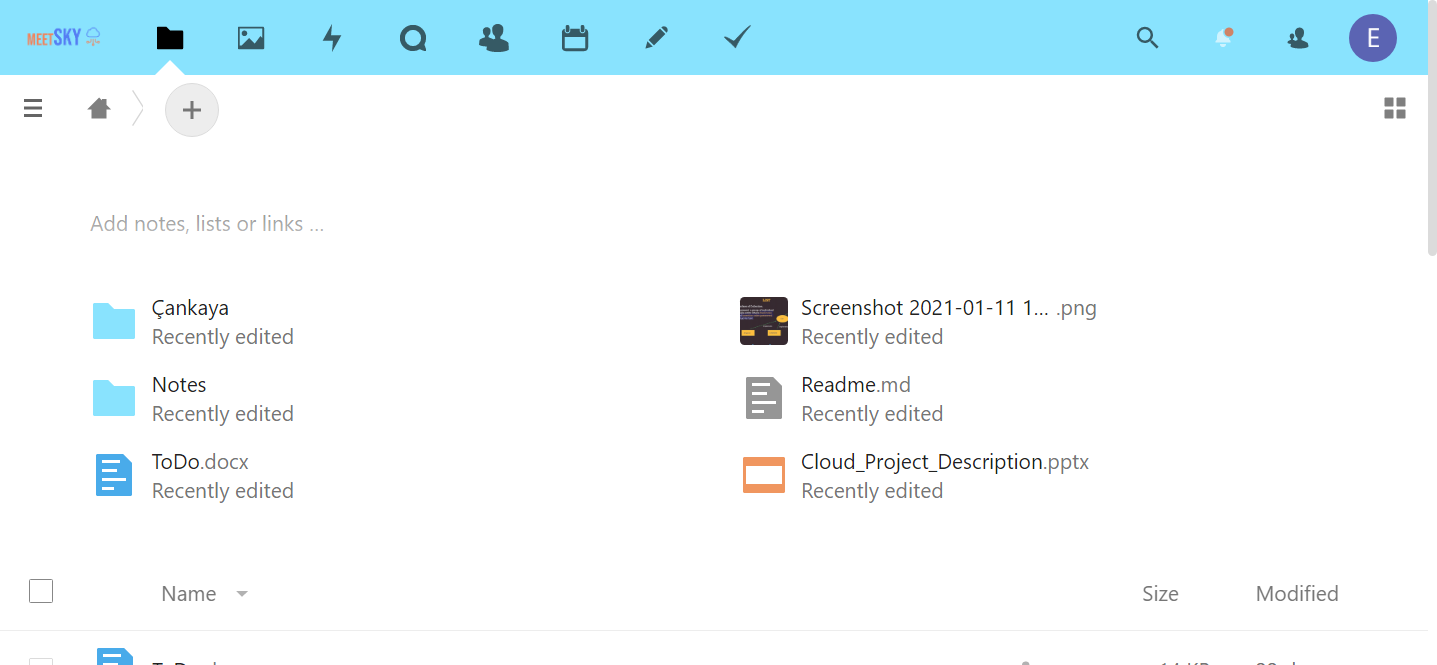 MEETSKY
E
Add notes, lists or links ...
Çankaya
Recently edited
Screenshot 2021-01-11 1... .png
Recently edited
Notes
Recently edited
Readme.md
Recently edited
ToDo.docx
Recently edited
Cloud_Project_Description.pptx
Recently edited
Name
Size
Modified